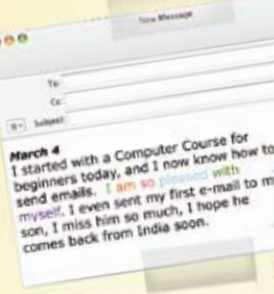 New Message
To:
Cc:
Subject:
March 4
I started with a Computer Course for
beginners today, and I now know how to
send emails. I am so pleased with
myself. I even sent my first e-mail to mi
son, I miss him so much, I hope he
comes back from India soon.